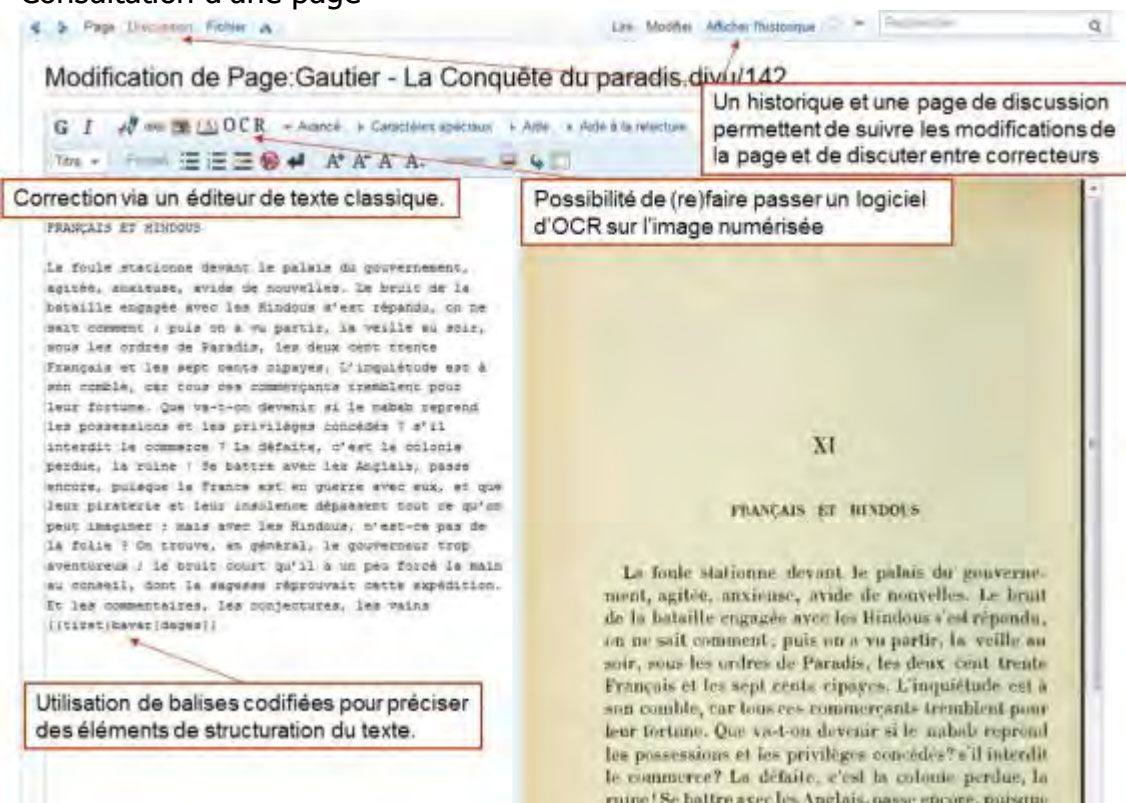 Consultation d'une page
Page Discussion Fichier
Lire Modifier Afficher l'historique
Rechercher
Modification de Page:Gautier - La Conquête du paradis.djvu/142
Un historique et une page de discussion
permettent de suivre les modifications de
la page et de discuter entre correcteurs
G I OCR Avancé Caractères spéciaux Aide Aide à la relecture
Titre Format A A A A
Correction via un éditeur de texte classique.
Possibilité de (re)faire passer un logiciel
d'OCR sur l'image numérisée
FRANÇAIS ET HINDOUS
La foule stationne devant le palais du gouvernement,
agitée, anxieuse, avide de nouvelles. Le bruit de la
bataille engagée avec les Hindous s'est répandu, on ne
sait comment ; puis on a vu partir, la veille au soir,
sous les ordres de Paradis, les deux cent trente
Français et les sept cents cipayes. L'inquiétude est à
son comble, car tous ces commerçants tremblent pour
leur fortune. Que va-t-on devenir si le nabab reprend
les possessions et les privilèges concédés ? s'il
interdit le commerce ? La défaite, c'est la colonie
perdue, la ruine ! Se battre avec les Anglais, passe
encore, puisque la France est en guerre avec eux, et que
leur piraterie et leur insolence dépassent tout ce qu'on
peut imaginer ; mais avec les Hindous, n'est-ce pas de
la folie ? On trouve, en général, le gouverneur trop
aventureux ; le bruit court qu'il a un peu forcé la main
au conseil, dont la sagesse réprouvait cette expédition.
Et les commentaires, les conjectures, les vains
{{tiret|bavar|dages}}
Utilisation de balises codifiées pour préciser
des éléments de structuration du texte.
XI
FRANÇAIS ET HINDOUS
La foule stationne devant le palais du gouverne-
ment, agitée, anxieuse, avide de nouvelles. Le bruit
de la bataille engagée avec les Hindous s'est répandu,
on ne sait comment ; puis on a vu partir, la veille au
soir, sous les ordres de Paradis, les deux cent trente
Français et les sept cents cipayes. L'inquiétude est à
son comble, car tous ces commerçants tremblent pour
leur fortune. Que va-t-on devenir si le nabab reprend
les possessions et les privilèges concédés? s'il interdit
le commerce? La défaite, c'est la colonie perdue, la
ruine! Se battre avec les Anglais, passe encore, puisque